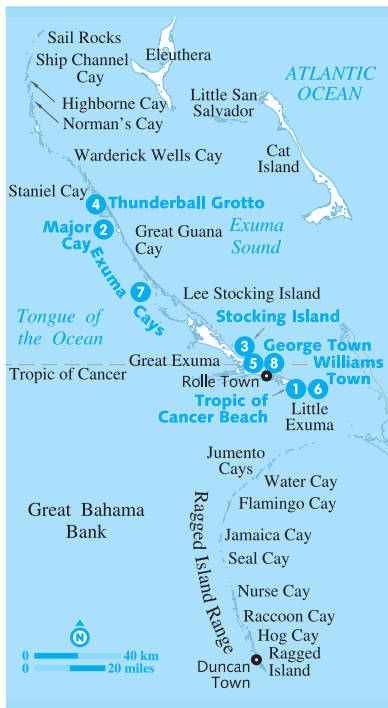 Sail Rocks
Ship Channel
Cay
Eleuthera
ATLANTIC
OCEAN
Highborne Cay
Norman's Cay
Little San
Salvador
Warderick Wells Cay
Cat
Island
Staniel Cay
4 Thunderball Grotto
Major
Cay
2
Great Guana
Cay
Exuma
Sound
Exuma
Cays
7
Lee Stocking Island
Tongue of
the Ocean
Stocking Island
3
George Town
Great Exuma
5 8
Williams
Town
Tropic of Cancer
Rolle Town
Tropic of
Cancer Beach
1 6
Little
Exuma
Jumento
Cays
Water Cay
Flamingo Cay
Great Bahama
Bank
Ragged Island Range
Jamaica Cay
Seal Cay
Nurse Cay
Raccoon Cay
Hog Cay
Ragged
Island
Duncan
Town
N
0 40 km
0 20 miles